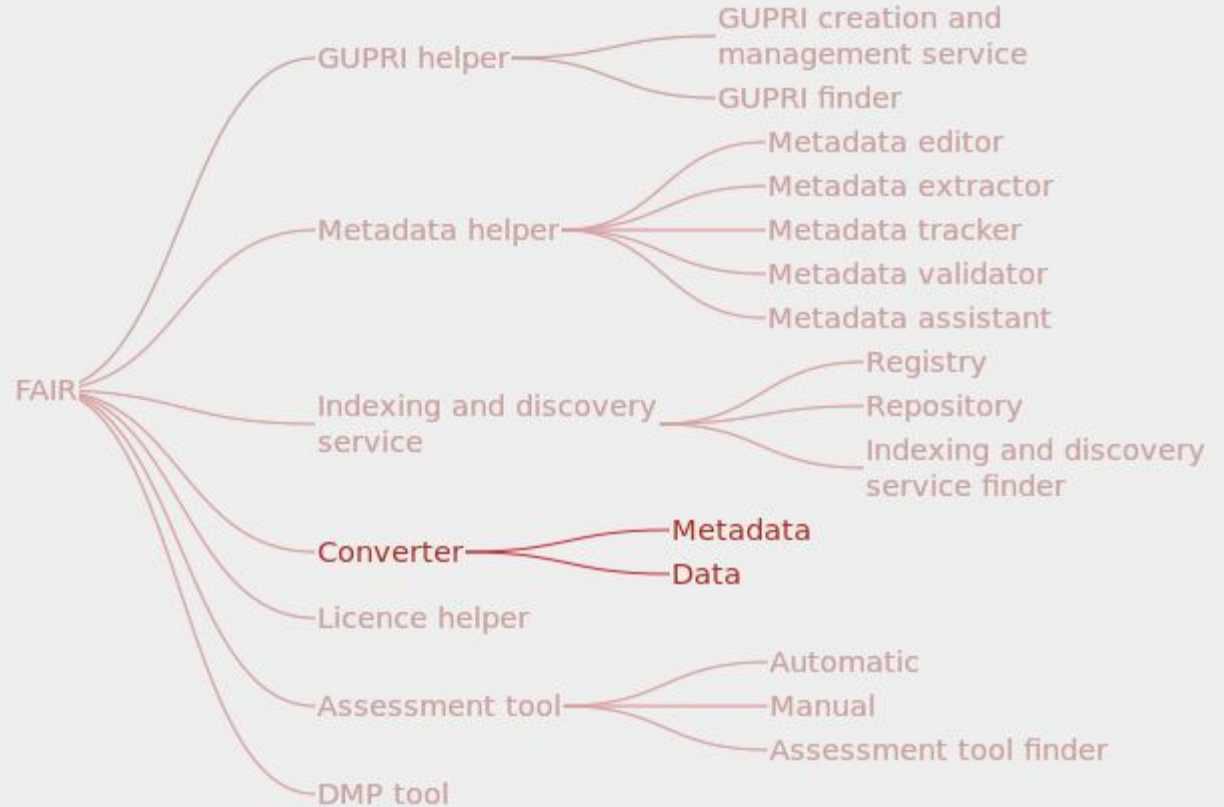 GUPRI creation and
management service
GUPRI helper
GUPRI finder
Metadata editor
Metadata extractor
Metadata helper
Metadata tracker
Metadata validator
Metadata assistant
Registry
FAIR
Indexing and discovery
service
Repository
Indexing and discovery
service finder
Converter
Metadata
Data
Licence helper
Automatic
Assessment tool
Manual
Assessment tool finder
DMP tool